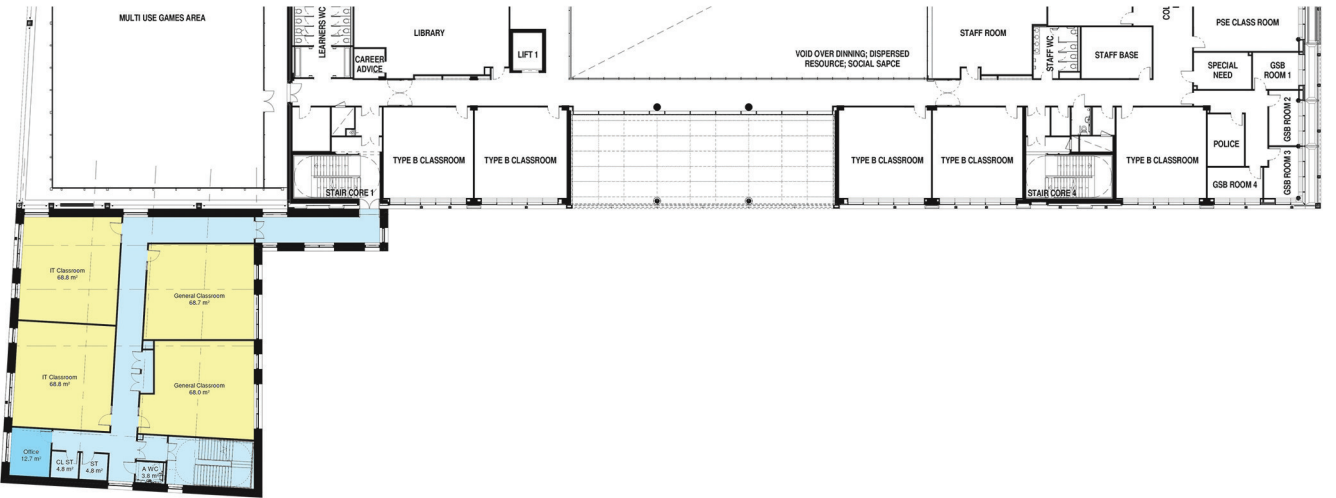 MULTI USE GAMES AREA
LEARNERS WC
LIBRARY
CAREER
ADVICE
LIFT 1
VOID OVER DINNING; DISPERSED
RESOURCE; SOCIAL SAPCE
STAFF ROOM
STAFF WC
STAFF BASE
PSE CLASS ROOM
SPECIAL
NEED
GSB
ROOM 1
GSB ROOM 2
GSB ROOM 3
POLICE
GSB ROOM 4
TYPE B CLASSROOM
TYPE B CLASSROOM
TYPE B CLASSROOM
TYPE B CLASSROOM
TYPE B CLASSROOM
STAIR CORE 1
STAIR CORE 4
IT Classroom
68.8 m²
General Classroom
68.7 m²
IT Classroom
68.8 m²
General Classroom
68.0 m²
Office
12.7 m²
CL ST
4.8 m²
ST
4.8 m²
A WC
3.8 m²